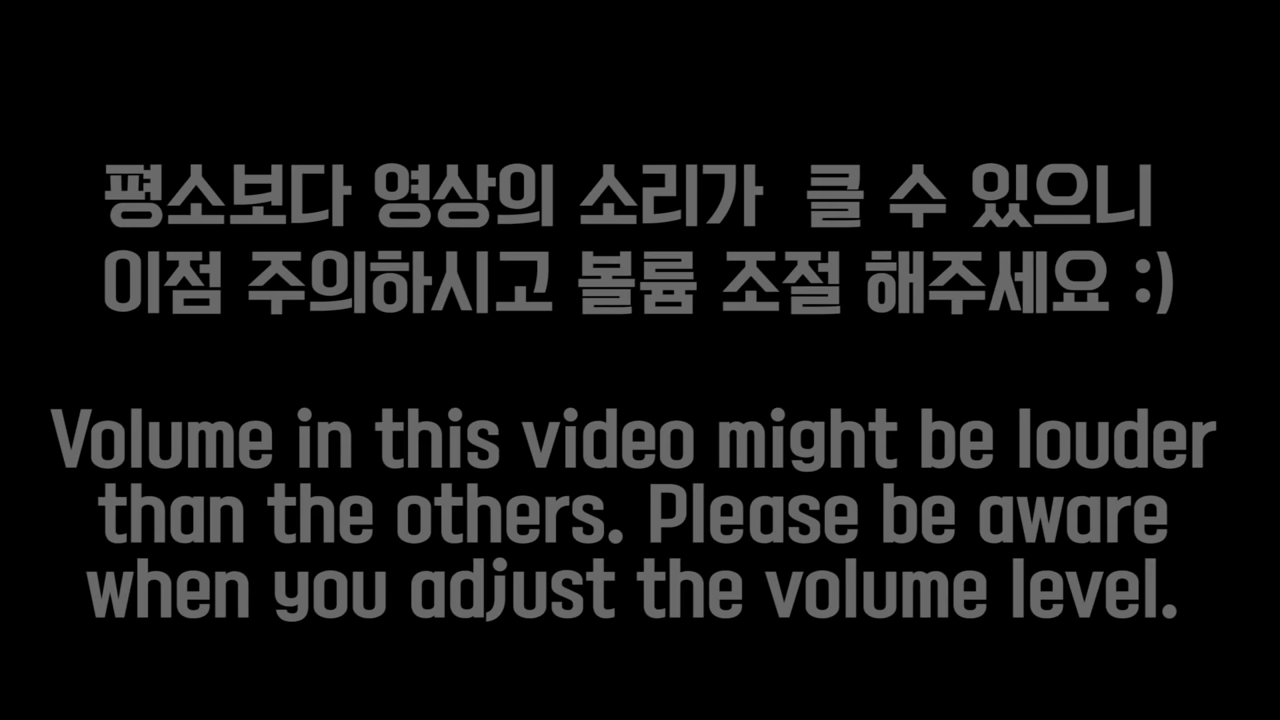 평소보다 영상의 소리가 클 수 있으니
이점 주의하시고 볼륨 조절 해주세요 :)
Volume in this video might be louder
than the others. Please be aware
when you adjust the volume level.